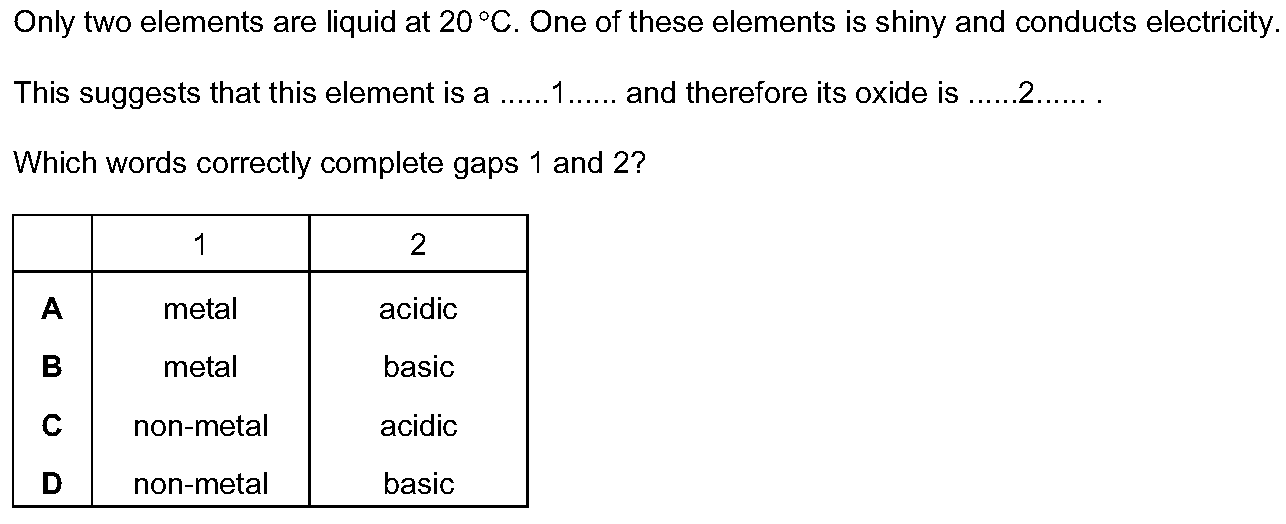 Only two elements are liquid at 20 °C. One of these elements is shiny and conducts electricity.
This suggests that this element is a ......1...... and therefore its oxide is ......2...... .
Which words correctly complete gaps 1 and 2?
1 2
A metal acidic
B metal basic
C non-metal acidic
D non-metal basic